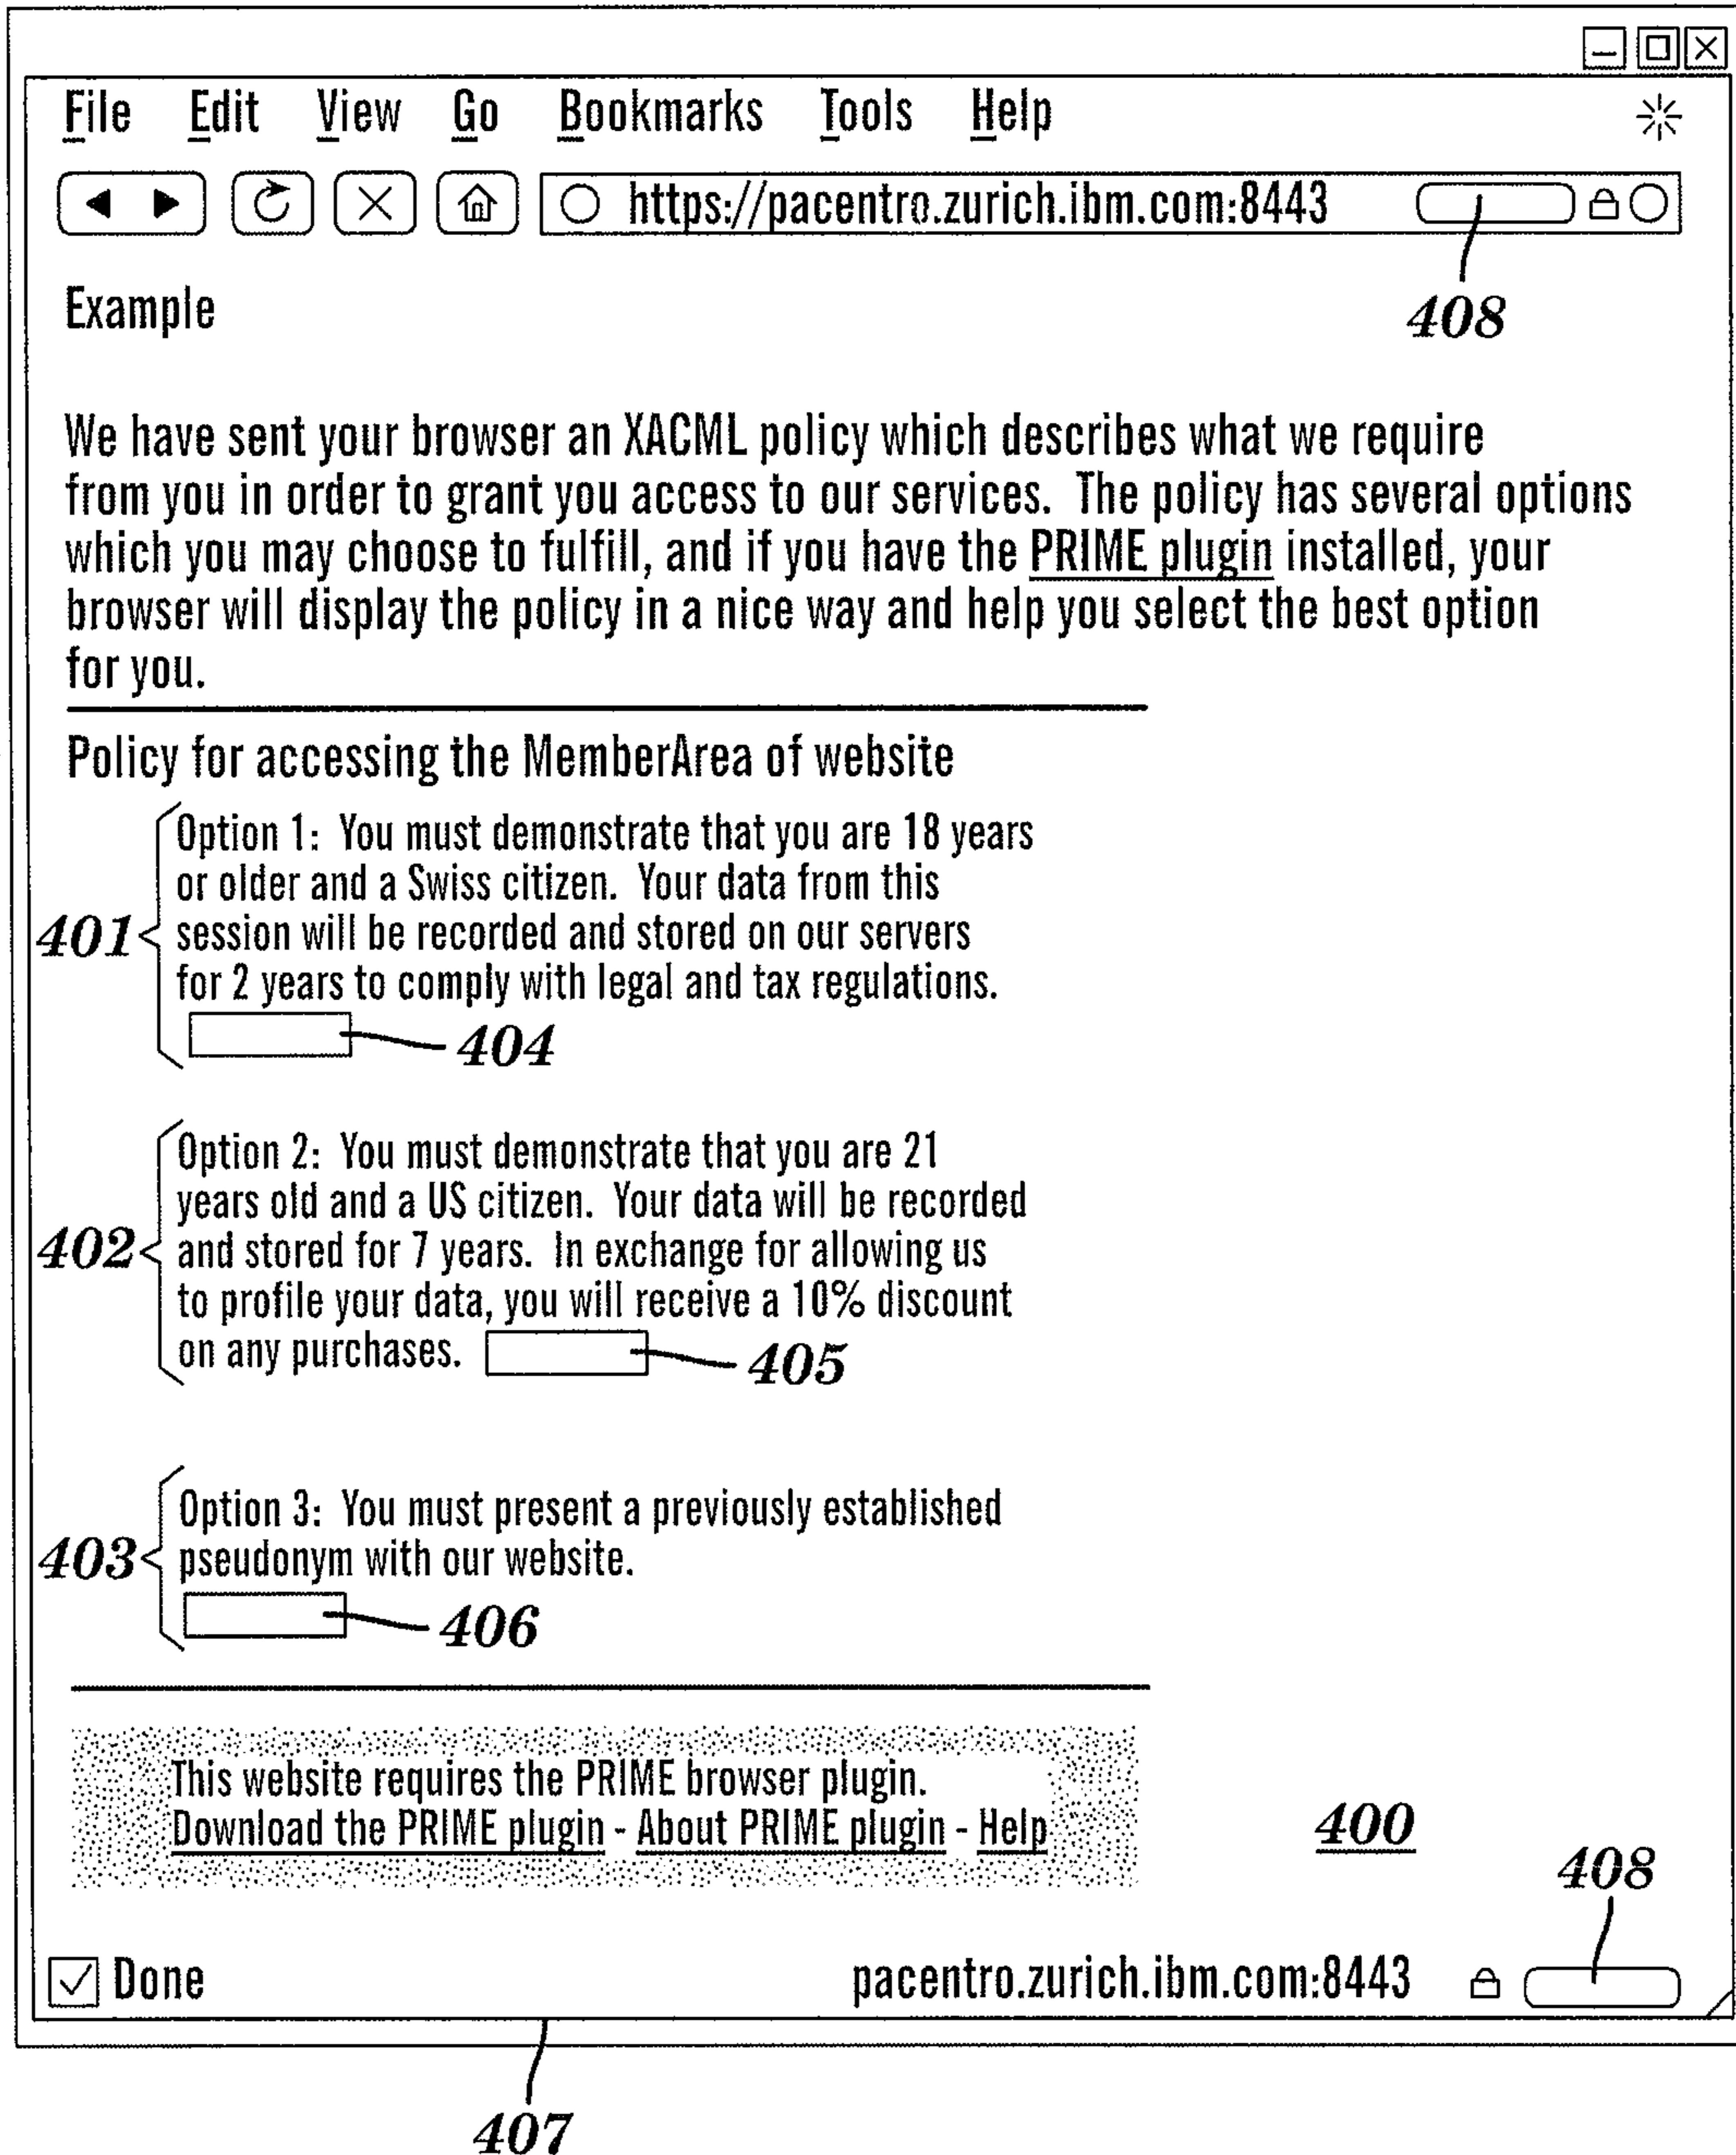 File Edit View Go Bookmarks Tools Help
https://pacentro.zurich.ibm.com:8443
408
Example
We have sent your browser an XACML policy which describes what we require
from you in order to grant you access to our services. The policy has several options
which you may choose to fulfill, and if you have the PRIME plugin installed, your
browser will display the policy in a nice way and help you select the best option
for you.
Policy for accessing the MemberArea of website
401
Option 1: You must demonstrate that you are 18 years
or older and a Swiss citizen. Your data from this
session will be recorded and stored on our servers
for 2 years to comply with legal and tax regulations.
404
402
Option 2: You must demonstrate that you are 21
years old and a US citizen. Your data will be recorded
and stored for 7 years. In exchange for allowing us
to profile your data, you will receive a 10% discount
on any purchases.
405
403
Option 3: You must present a previously established
pseudonym with our website.
406
This website requires the PRIME browser plugin.
Download the PRIME plugin - About PRIME plugin - Help
400
408
Done
pacentro.zurich.ibm.com:8443
407